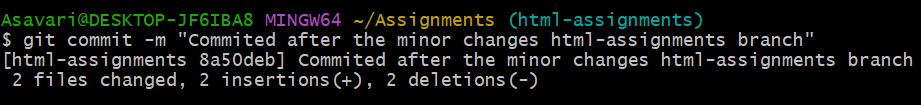 Asavari@DESKTOP-JF6IBA8 MINGW64 ~/Assignments (html-assignments)
$ git commit -m "Commited after the minor changes html-assignments branch"
[html-assignments 8a50deb] Commited after the minor changes html-assignments branch
 2 files changed, 2 insertions(+), 2 deletions(-)